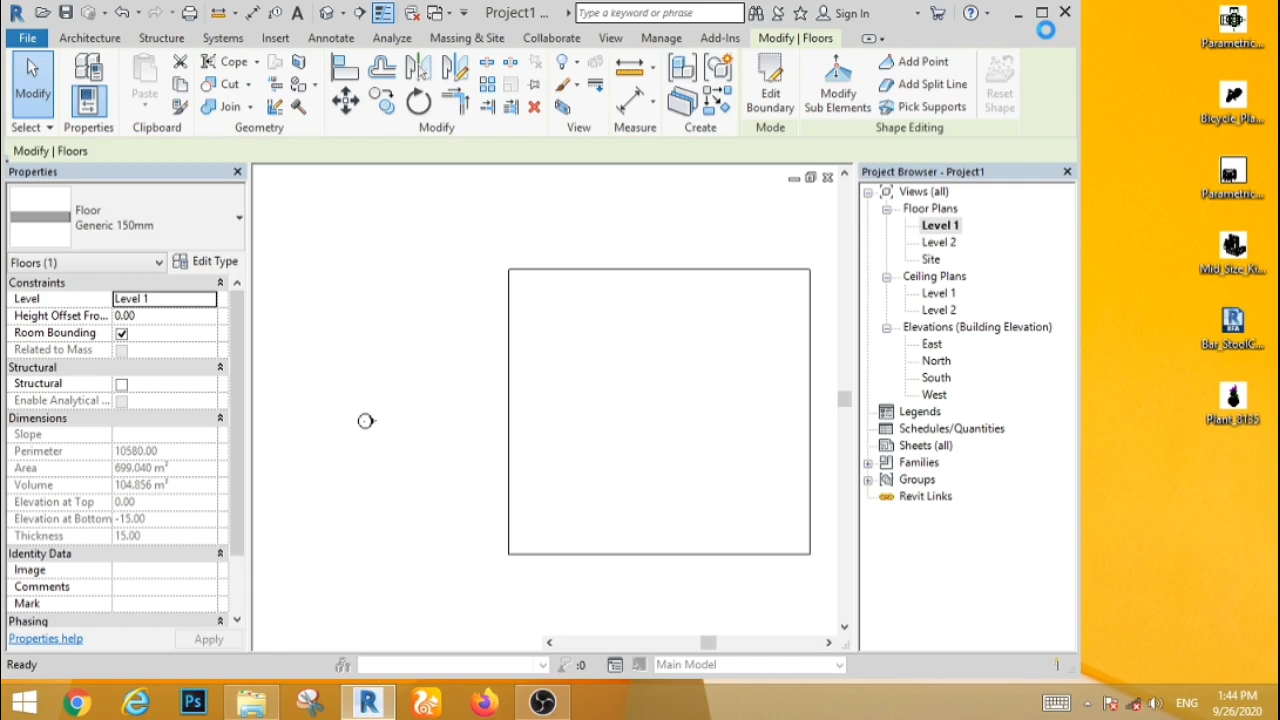 Project1 ...
Type a keyword or phrase
Sign In
File Architecture Structure Systems Insert Annotate Analyze Massing & Site Collaborate View Manage Add-Ins Modify | Floors
Modify
Paste
Cope
Cut
Join
Edit
Boundary
Modify
Sub Elements
Add Point
Add Split Line
Pick Supports
Reset
Shape
Select Properties Clipboard Geometry Modify View Measure Create Mode Shape Editing
Modify | Floors
Properties
Floor
Generic 150mm
Floors (1) Edit Type
Constraints
Level Level 1
Height Offset Fro... 0.00
Room Bounding
Related to Mass
Structural
Structural
Enable Analytical ...
Dimensions
Slope
Perimeter 10580.00
Area 699.040 m²
Volume 104.856 m²
Elevation at Top 0.00
Elevation at Bottom -15.00
Thickness 15.00
Identity Data
Image
Comments
Mark
Phasing
Properties help Apply
Project Browser - Project1
Views (all)
Floor Plans
Level 1
Level 2
Site
Ceiling Plans
Level 1
Level 2
Elevations (Building Elevation)
East
North
South
West
Legends
Schedules/Quantities
Sheets (all)
Families
Groups
Revit Links
Ready
:0
Main Model
Parametric...
Bicycle_Pla...
Parametric...
Mid_Size_Ki...
Bar_StoolC...
Plant_8135
ENG
1:44 PM
9/26/2020